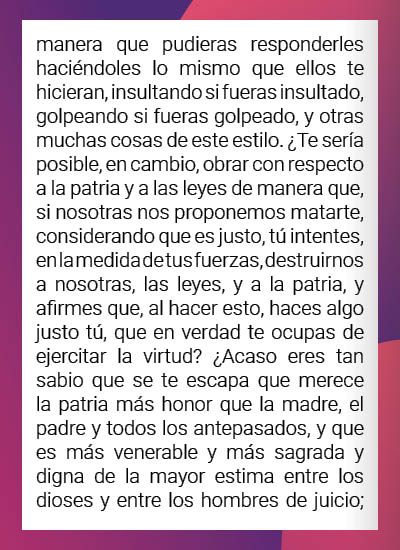 manera que pudieras responderles
haciéndoles lo mismo que ellos te
hicieran, insultando si fueras insultado,
golpeando si fueras golpeado, y otras
muchas cosas de este estilo. ¿Te sería
posible, en cambio, obrar con respecto
a la patria y a las leyes de manera que,
si nosotras nos proponemos matarte,
considerando que es justo, tú intentes,
en la medida de tus fuerzas, destruirnos
a nosotras, las leyes, y a la patria, y
afirmes que, al hacer esto, haces algo
justo tú, que en verdad te ocupas de
ejercitar la virtud? ¿Acaso eres tan
sabio que se te escapa que merece
la patria más honor que la madre, el
padre y todos los antepasados, y que
es más venerable y más sagrada y
digna de la mayor estima entre los
dioses y entre los hombres de juicio;